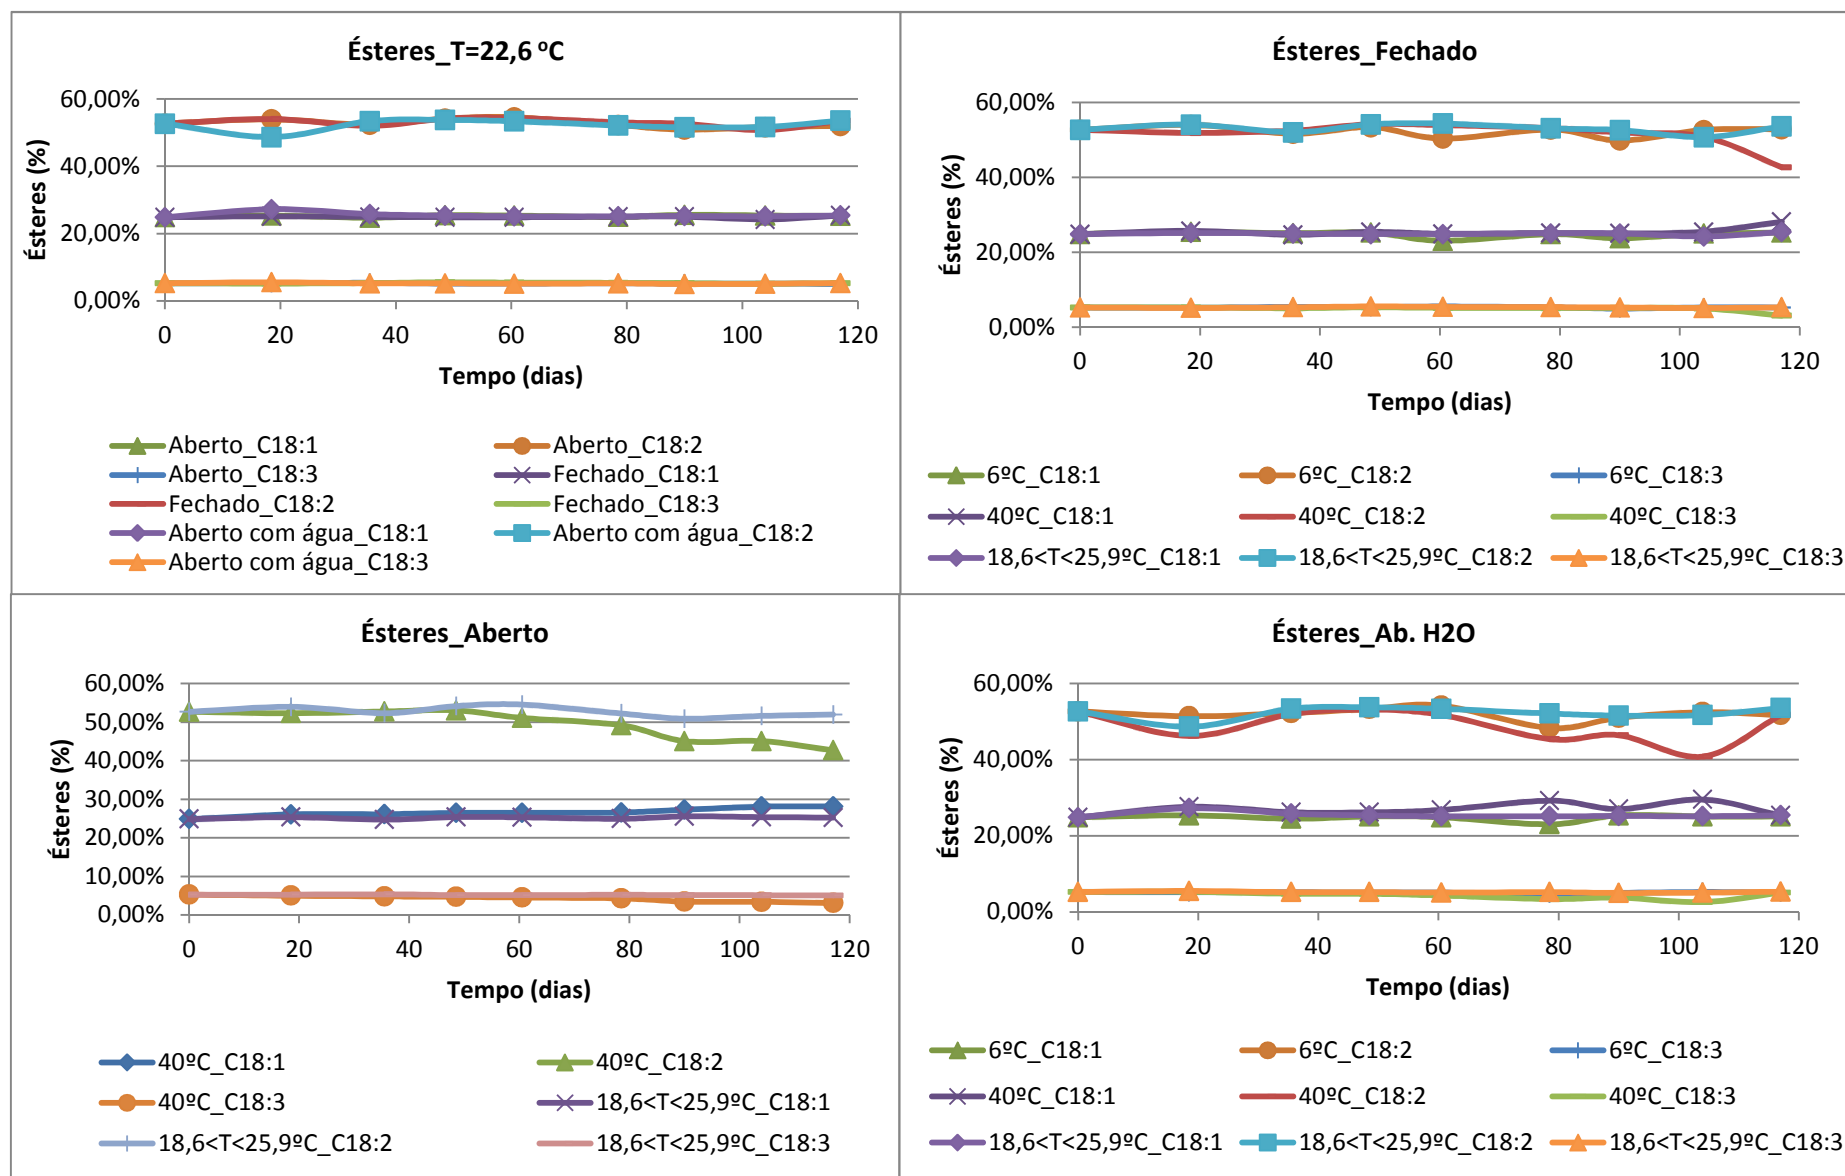 Ésteres_T=22,6 ºC
Ésteres (%)
60,00%
40,00%
20,00%
0,00%
0 20 40 60 80 100 120
Tempo (dias)
Aberto_C18:1 Aberto_C18:2
Aberto_C18:3 Fechado_C18:1
Fechado_C18:2 Fechado_C18:3
Aberto com água_C18:1 Aberto com água_C18:2
Aberto com água_C18:3
Ésteres_Fechado
Ésteres (%)
60,00%
40,00%
20,00%
0,00%
0 20 40 60 80 100 120
Tempo (dias)
6ºC_C18:1 6ºC_C18:2 6ºC_C18:3
40ºC_C18:1 40ºC_C18:2 40ºC_C18:3
18,6<T<25,9ºC_C18:1 18,6<T<25,9ºC_C18:2 18,6<T<25,9ºC_C18:3
Ésteres_Aberto
Ésteres (%)
60,00%
50,00%
40,00%
30,00%
20,00%
10,00%
0,00%
0 20 40 60 80 100 120
Tempo (dias)
40ºC_C18:1 40ºC_C18:2
40ºC_C18:3 18,6<T<25,9ºC_C18:1
18,6<T<25,9ºC_C18:2 18,6<T<25,9ºC_C18:3
Ésteres_Ab. H2O
Ésteres (%)
60,00%
40,00%
20,00%
0,00%
0 20 40 60 80 100 120
Tempo (dias)
6ºC_C18:1 6ºC_C18:2 6ºC_C18:3
40ºC_C18:1 40ºC_C18:2 40ºC_C18:3
18,6<T<25,9ºC_C18:1 18,6<T<25,9ºC_C18:2 18,6<T<25,9ºC_C18:3